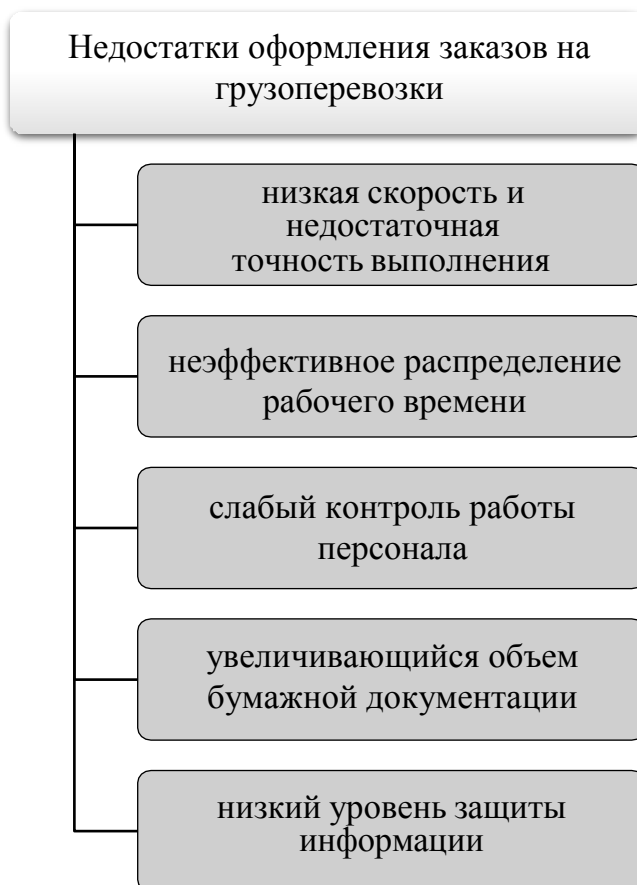 Недостатки оформления заказов на
грузоперевозки
низкая скорость и
недостаточная
точность выполнения
неэффективное распределение
рабочего времени
слабый контроль работы
персонала
увеличивающийся объем
бумажной документации
низкий уровень защиты
информации